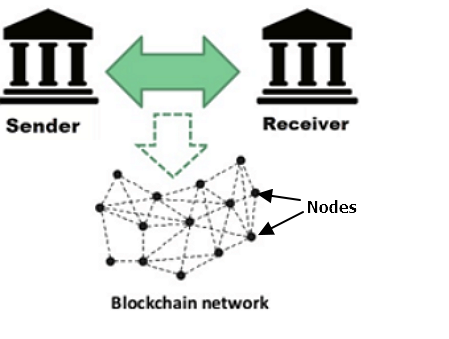 Sender
Receiver
Nodes
Blockchain network